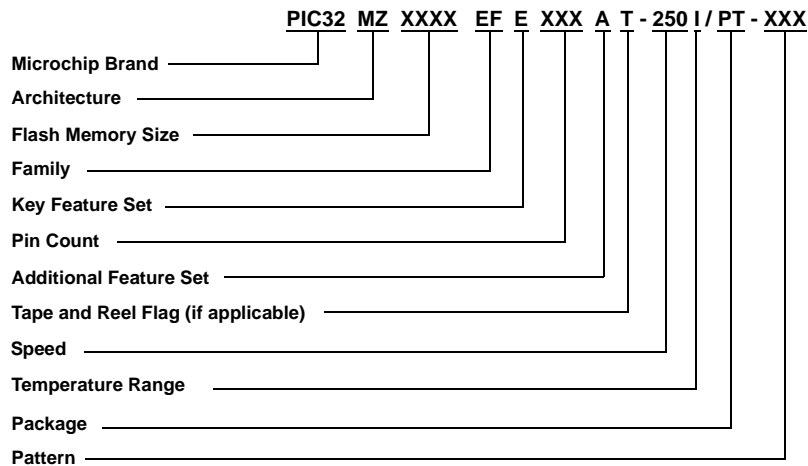 PIC32 MZ XXXX EF E XXX A T - 250 I / PT - XXX
Microchip Brand
Architecture
Flash Memory Size
Family
Key Feature Set
Pin Count
Additional Feature Set
Tape and Reel Flag (if applicable)
Speed
Temperature Range
Package
Pattern